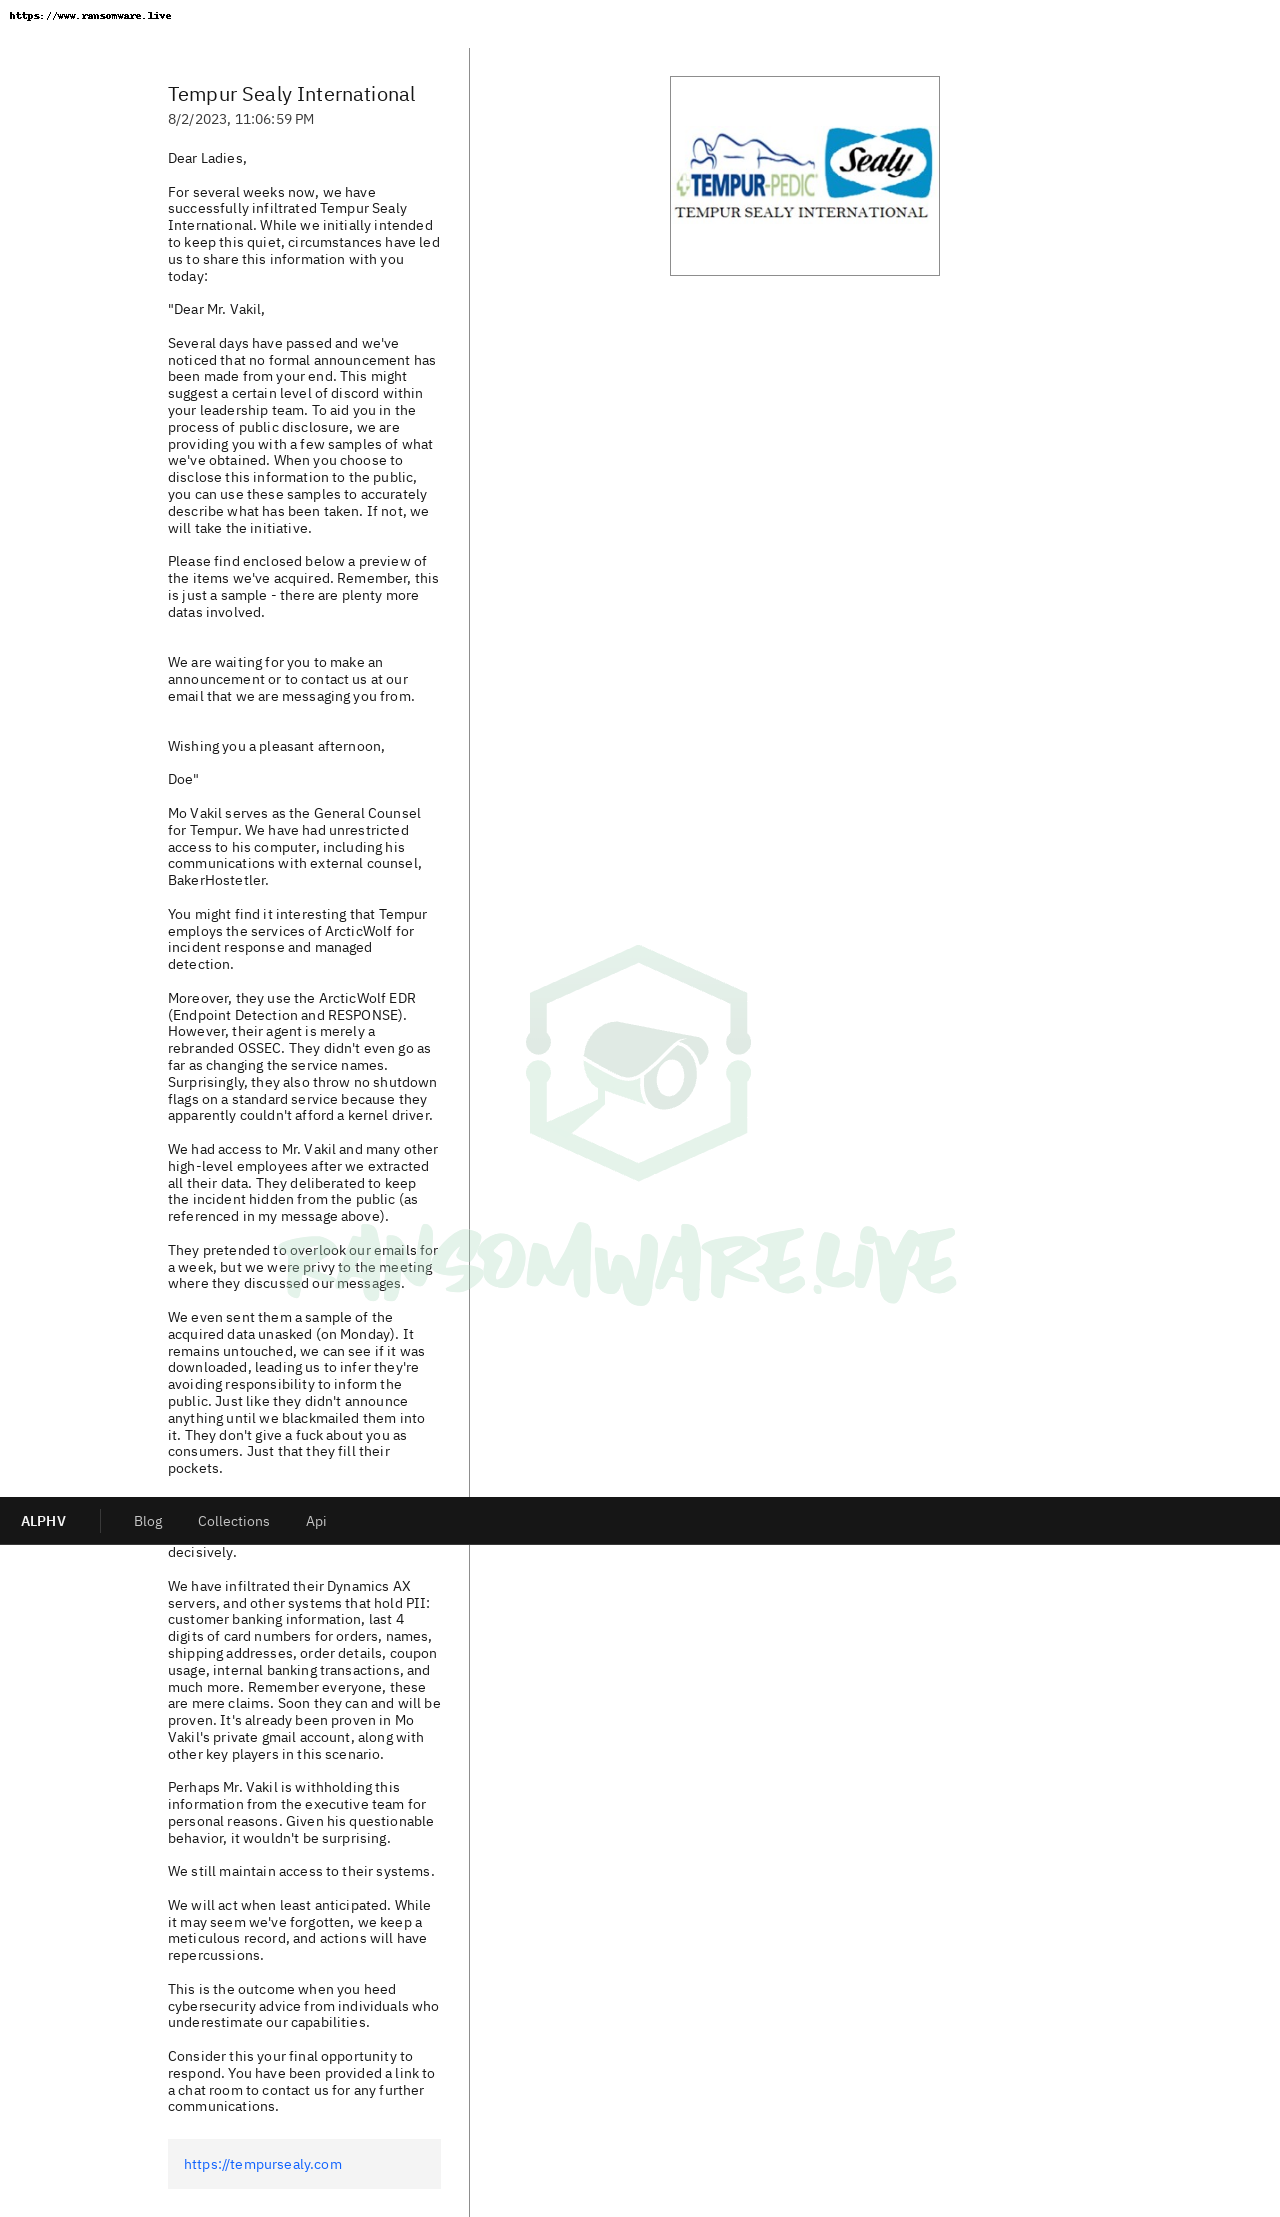 https://www.ransomware.live
Tempur Sealy International
8/2/2023, 11:06:59 PM
Dear Ladies,
For several weeks now, we have
successfully infiltrated Tempur Sealy
International. While we initially intended
to keep this quiet, circumstances have led
us to share this information with you
today:
"Dear Mr. Vakil,
Several days have passed and we've
noticed that no formal announcement has
been made from your end. This might
suggest a certain level of discord within
your leadership team. To aid you in the
process of public disclosure, we are
providing you with a few samples of what
we've obtained. When you choose to
disclose this information to the public,
you can use these samples to accurately
describe what has been taken. If not, we
will take the initiative.
Please find enclosed below a preview of
the items we've acquired. Remember, this
is just a sample - there are plenty more
datas involved.
We are waiting for you to make an
announcement or to contact us at our
email that we are messaging you from.
Wishing you a pleasant afternoon,
Doe"
Mo Vakil serves as the General Counsel
for Tempur. We have had unrestricted
access to his computer, including his
communications with external counsel,
BakerHostetler.
You might find it interesting that Tempur
employs the services of ArcticWolf for
incident response and managed
detection.
Moreover, they use the ArcticWolf EDR
(Endpoint Detection and RESPONSE).
However, their agent is merely a
rebranded OSSEC. They didn't even go as
far as changing the service names.
Surprisingly, they also throw no shutdown
flags on a standard service because they
apparently couldn't afford a kernel driver.
We had access to Mr. Vakil and many other
high-level employees after we extracted
all their data. They deliberated to keep
the incident hidden from the public (as
referenced in my message above).
They pretended to overlook our emails for
a week, but we were privy to the meeting
where they discussed our messages.
We even sent them a sample of the
acquired data unasked (on Monday). It
remains untouched, we can see if it was
downloaded, leading us to infer they're
avoiding responsibility to inform the
public. Just like they didn't announce
anything until we blackmailed them into
it. They don't give a fuck about you as
consumers. Just that they fill their
pockets.
ALPHV
Blog
Collections
Api
decisively.
We have infiltrated their Dynamics AX
servers, and other systems that hold PII:
customer banking information, last 4
digits of card numbers for orders, names,
shipping addresses, order details, coupon
usage, internal banking transactions, and
much more. Remember everyone, these
are mere claims. Soon they can and will be
proven. It's already been proven in Mo
Vakil's private gmail account, along with
other key players in this scenario.
Perhaps Mr. Vakil is withholding this
information from the executive team for
personal reasons. Given his questionable
behavior, it wouldn't be surprising.
We still maintain access to their systems.
We will act when least anticipated. While
it may seem we've forgotten, we keep a
meticulous record, and actions will have
repercussions.
This is the outcome when you heed
cybersecurity advice from individuals who
underestimate our capabilities.
Consider this your final opportunity to
respond. You have been provided a link to
a chat room to contact us for any further
communications.
https://tempursealy.com
TEMPUR-PEDIC
Sealy
TEMPUR SEALY INTERNATIONAL
RANSOMWARE.LIVE